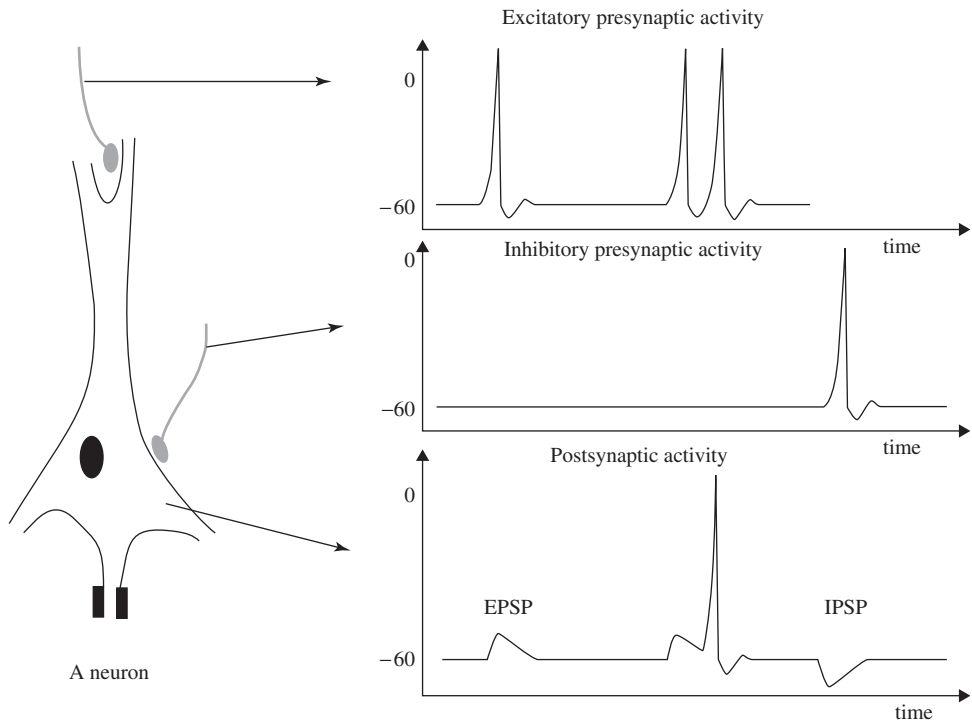 Excitatory presynaptic activity
0
−60
time
Inhibitory presynaptic activity
0
−60
time
Postsynaptic activity
0
EPSP
IPSP
−60
time
A neuron